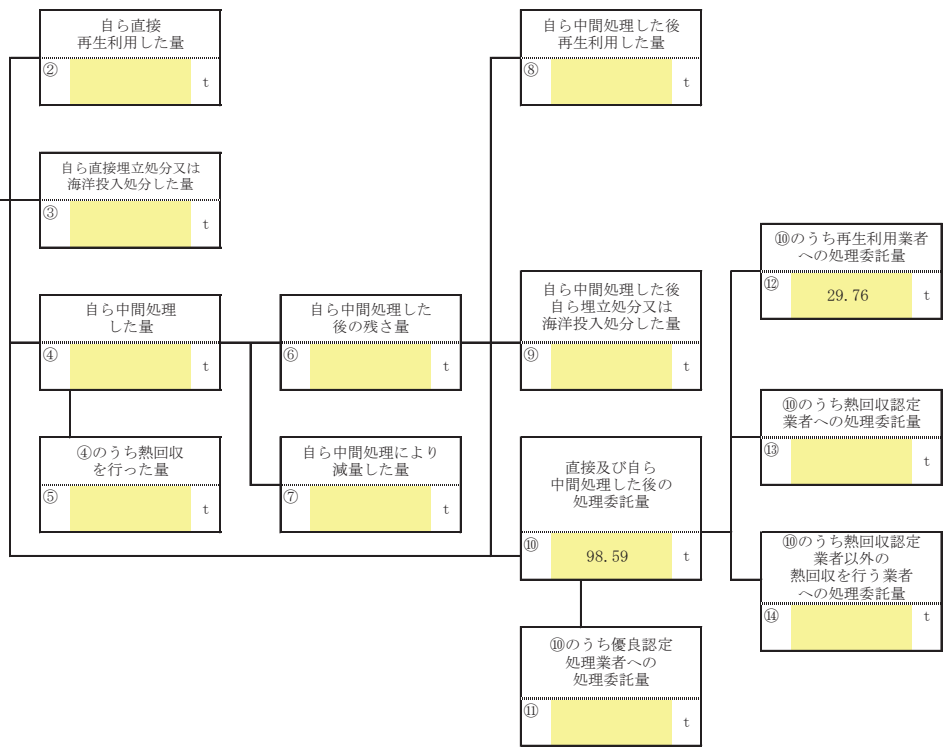 自ら直接
再生利用した量
②
t
自ら直接埋立処分又は
海洋投入処分した量
③
t
自ら中間処理
した量
④
t
④のうち熱回収
を行った量
⑤
t
自ら中間処理した
後の残さ量
⑥
t
自ら中間処理により
減量した量
⑦
t
自ら中間処理した後
再生利用した量
⑧
t
自ら中間処理した後
自ら埋立処分又は
海洋投入処分した量
⑨
t
直接及び自ら
中間処理した後の
処理委託量
⑩ 98.59 t
⑩のうち優良認定
処理業者への
処理委託量
⑪
t
⑩のうち再生利用業者
への処理委託量
⑫ 29.76 t
⑩のうち熱回収認定
業者への処理委託量
⑬
t
⑩のうち熱回収認定
業者以外の
熱回収を行う業者
への処理委託量
⑭
t